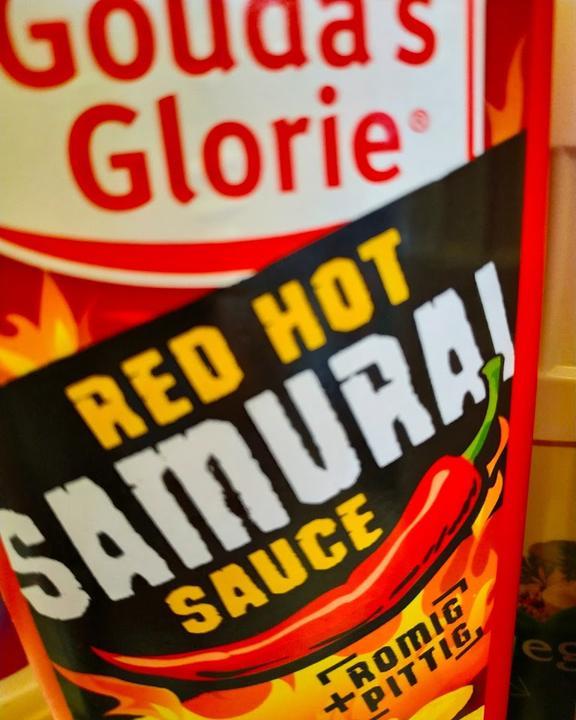 Gouda's
Glorie®
RED HOT
SAMURAI
SAUCE
ROMIG
+PITTIG